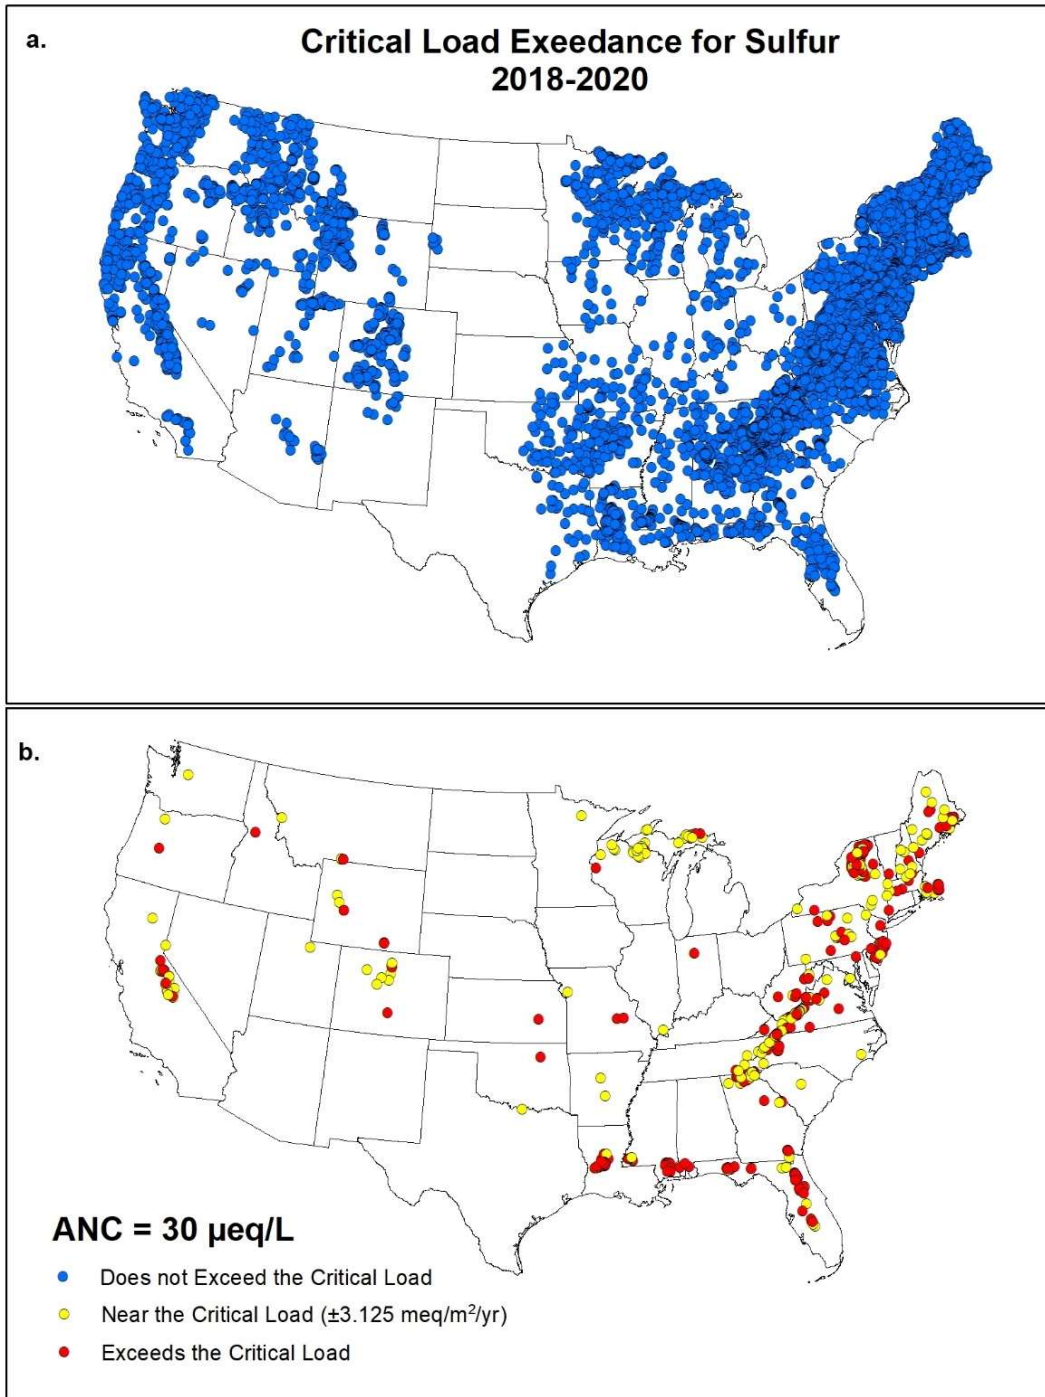 a.
Critical Load Exeedance for Sulfur
2018-2020
b.
ANC = 30 µeq/L
Does not Exceed the Critical Load
Near the Critical Load (±3.125 meq/m²/yr)
Exceeds the Critical Load